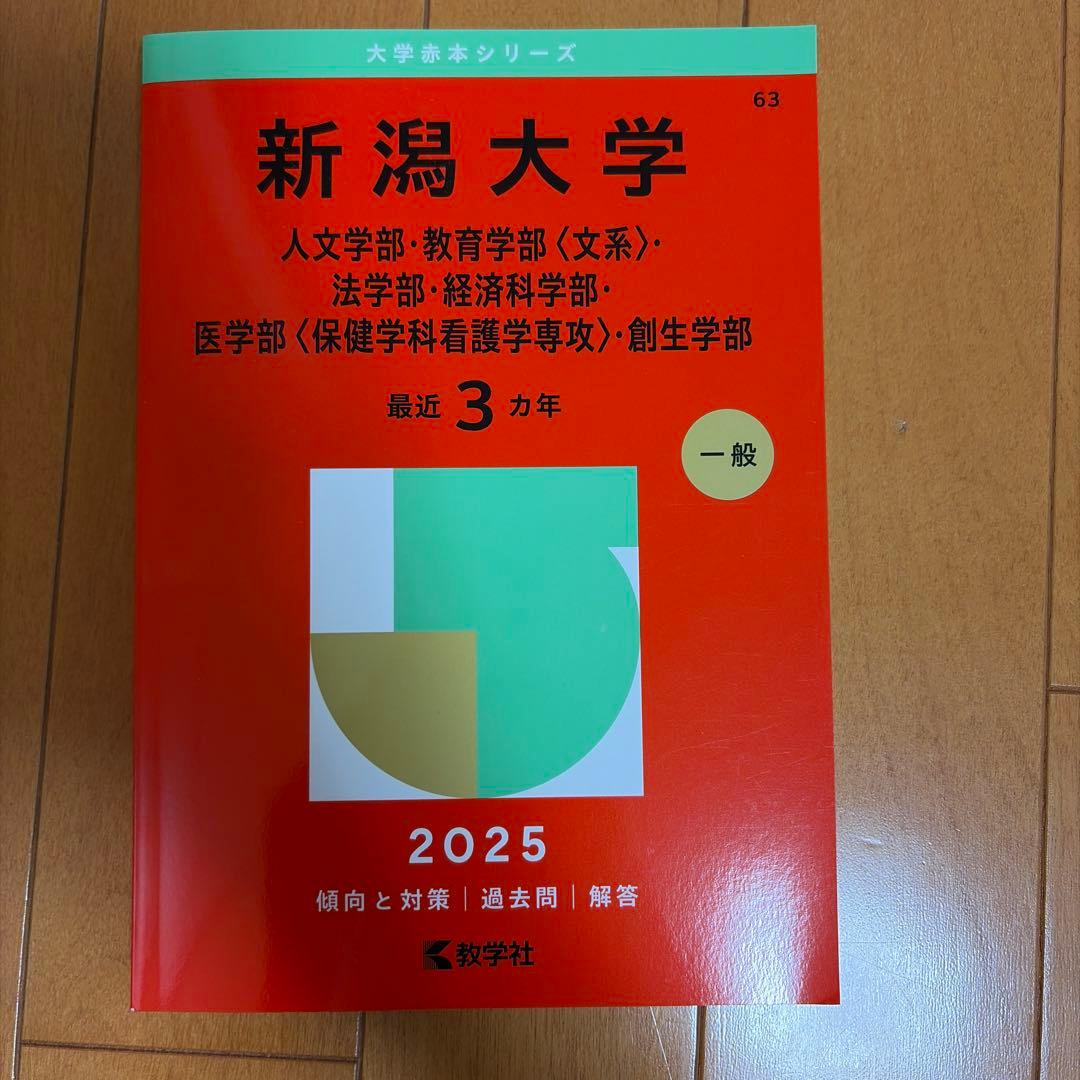 大学赤本シリーズ
63
新潟大学
人文学部・教育学部〈文系〉・
法学部・経済科学部・
医学部〈保健学科看護学専攻〉・創生学部
最近3カ年
一般
2025
傾向と対策｜過去問｜解答
教学社